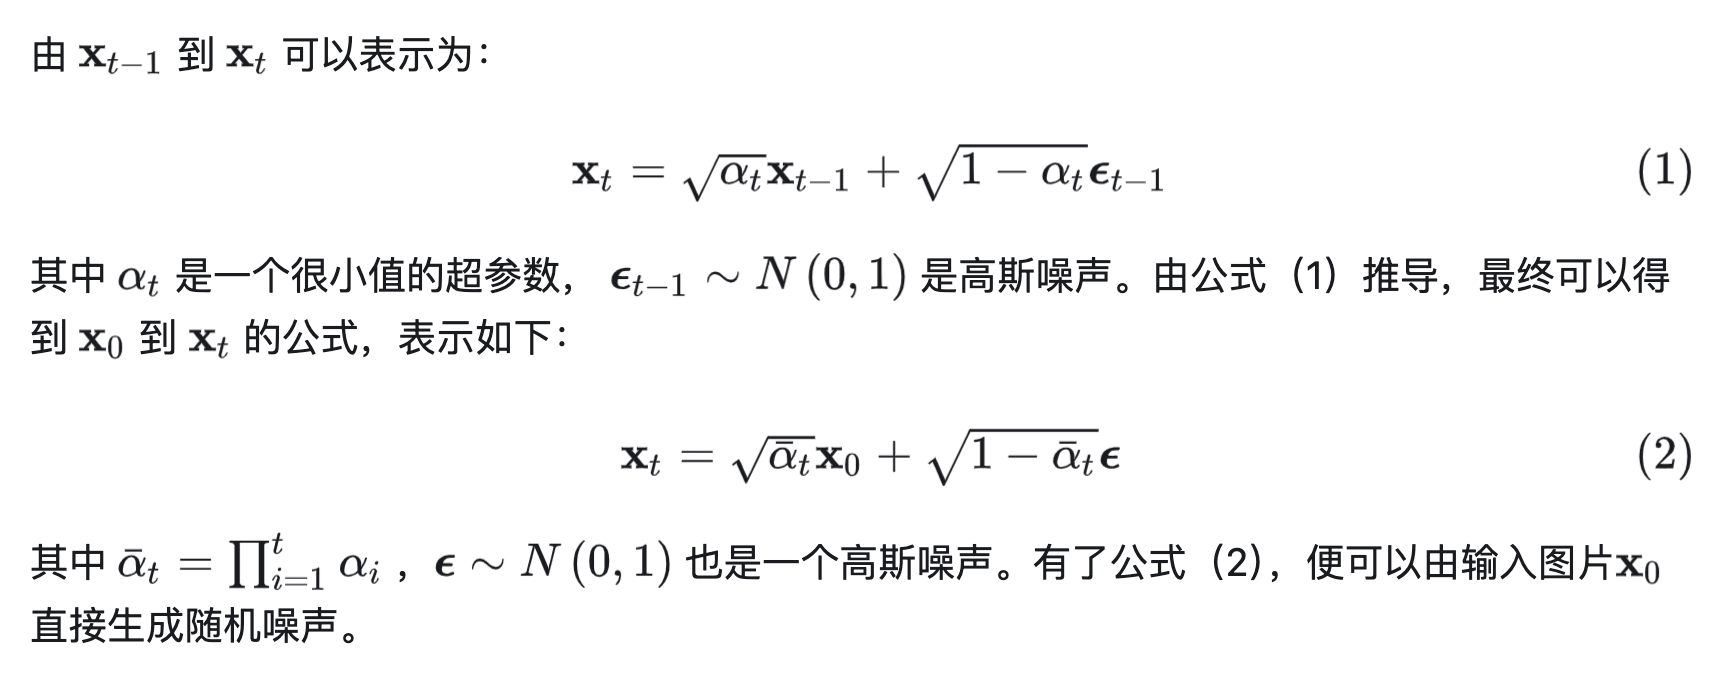 由 𝐱ₜ₋₁ 到 𝐱ₜ 可以表示为：
$\mathbf{x}_t = \sqrt{\alpha_t}\mathbf{x}_{t-1} + \sqrt{1-\alpha_t}\boldsymbol{\epsilon}_{t-1}$ (1)
其中 $\alpha_t$ 是一个很小值的超参数， $\boldsymbol{\epsilon}_{t-1} \sim N(0,1)$ 是高斯噪声。由公式（1）推导，最终可以得
到 $\mathbf{x}_0$ 到 $\mathbf{x}_t$ 的公式，表示如下：
$\mathbf{x}_t = \sqrt{\bar{\alpha}_t}\mathbf{x}_0 + \sqrt{1-\bar{\alpha}_t}\boldsymbol{\epsilon}$ (2)
其中 $\bar{\alpha}_t = \prod_{i=1}^{t} \alpha_i$ ，$\boldsymbol{\epsilon} \sim N(0,1)$ 也是一个高斯噪声。有了公式（2），便可以由输入图片$\mathbf{x}_0$
直接生成随机噪声。